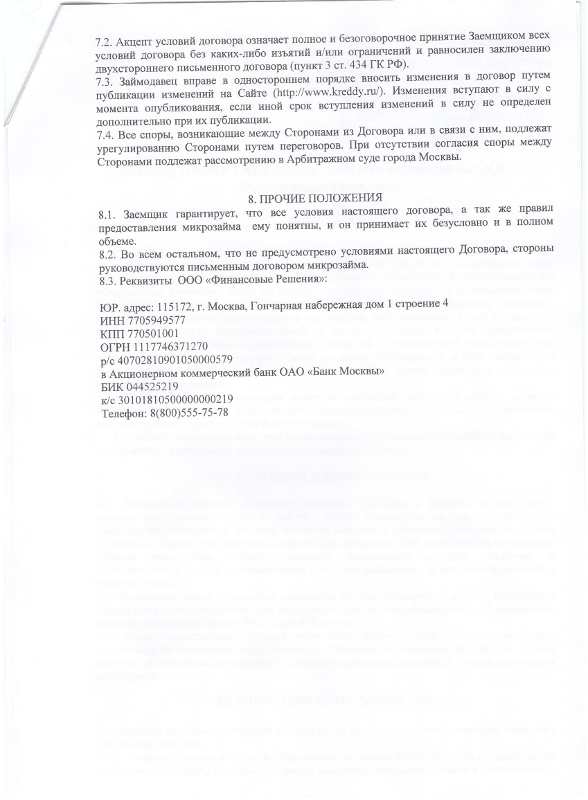 7.2. Акцепт условий договора означает полное и безоговорочное принятие Заемщиком всех
условий договора без каких-либо изъятий и/или ограничений и равносилен заключению
двухстороннего письменного договора (пункт 3 ст. 434 ГК РФ).
7.3. Займодавец вправе в одностороннем порядке вносить изменения в договор путем
публикации изменений на Сайте (http://www.kreddy.ru/). Изменения вступают в силу с
момента опубликования, если иной срок вступления изменений в силу не определен
дополнительно при их публикации.
7.4. Все споры, возникающие между Сторонами из Договора или в связи с ним, подлежат
урегулированию Сторонами путем переговоров. При отсутствии согласия споры между
Сторонами подлежат рассмотрению в Арбитражном суде города Москвы.
8. ПРОЧИЕ ПОЛОЖЕНИЯ
8.1. Заемщик гарантирует, что все условия настоящего договора, а так же правил
предоставления микрозайма ему понятны, и он принимает их безусловно и в полном
объеме.
8.2. Во всем остальном, что не предусмотрено условиями настоящего Договора, стороны
руководствуются письменным договором микрозайма.
8.3. Реквизиты ООО «Финансовые Решения»:
ЮР. адрес: 115172, г. Москва, Гончарная набережная дом 1 строение 4
ИНН 7705949577
КПП 770501001
ОГРН 1117746371270
р/с 40702810901050000579
в Акционерном коммерческий банк ОАО «Банк Москвы»
БИК 044525219
к/с 30101810500000000219
Телефон: 8(800)555-75-78